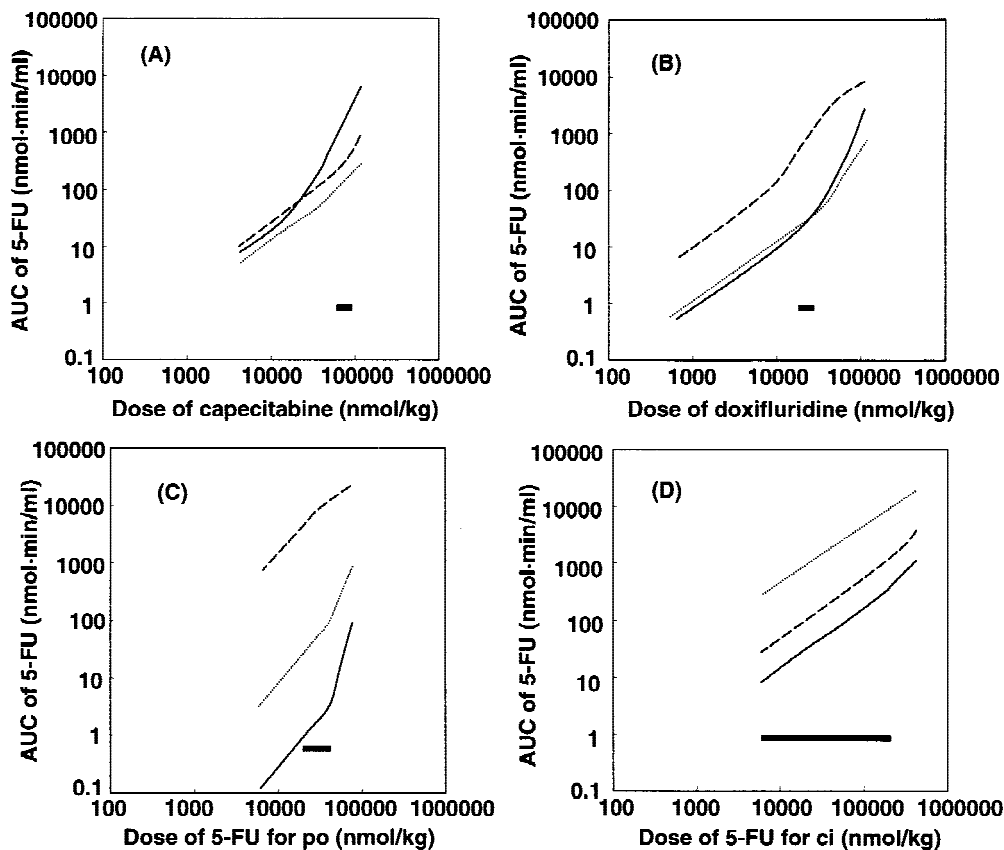 100000
10000
1000
100
10
1
0.1
AUC of 5-FU (nmol·min/ml)
(A)
100 1000 10000 100000 1000000
Dose of capecitabine (nmol/kg)
100000
10000
1000
100
10
1
0.1
AUC of 5-FU (nmol·min/ml)
(B)
100 1000 10000 100000 1000000
Dose of doxifluridine (nmol/kg)
100000
10000
1000
100
10
1
0.1
AUC of 5-FU (nmol·min/ml)
(C)
100 1000 10000 100000 1000000
Dose of 5-FU for po (nmol/kg)
100000
10000
1000
100
10
1
0.1
AUC of 5-FU (nmol·min/ml)
(D)
100 1000 10000 100000 1000000
Dose of 5-FU for ci (nmol/kg)